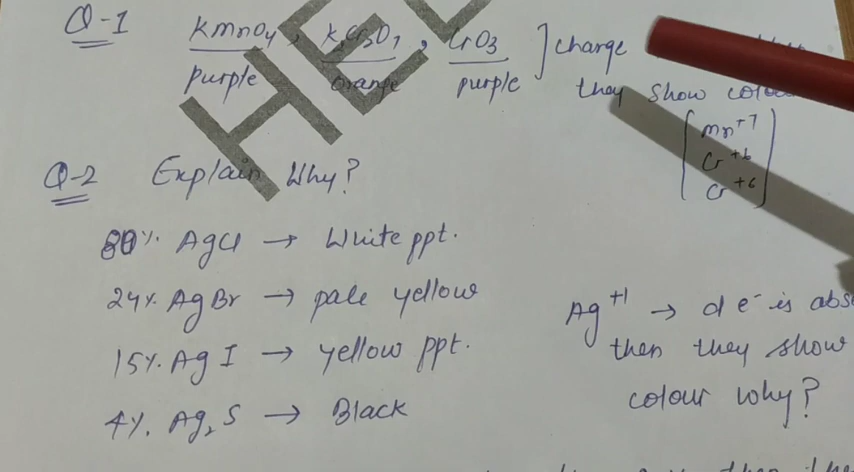 Q-1 KMnO4, K2Cr2O7, CrO3 ] charge
purple orange purple they show
[ Mn+7
Cr+6
Cr+6 ]
Q-2 Explain Why?
80%. AgCl → White ppt.
24%. AgBr → pale yellow
15%. AgI → yellow ppt.
4%. Ag2S → Black
Ag+1 → d e- is
then they show
colour why?
HEL